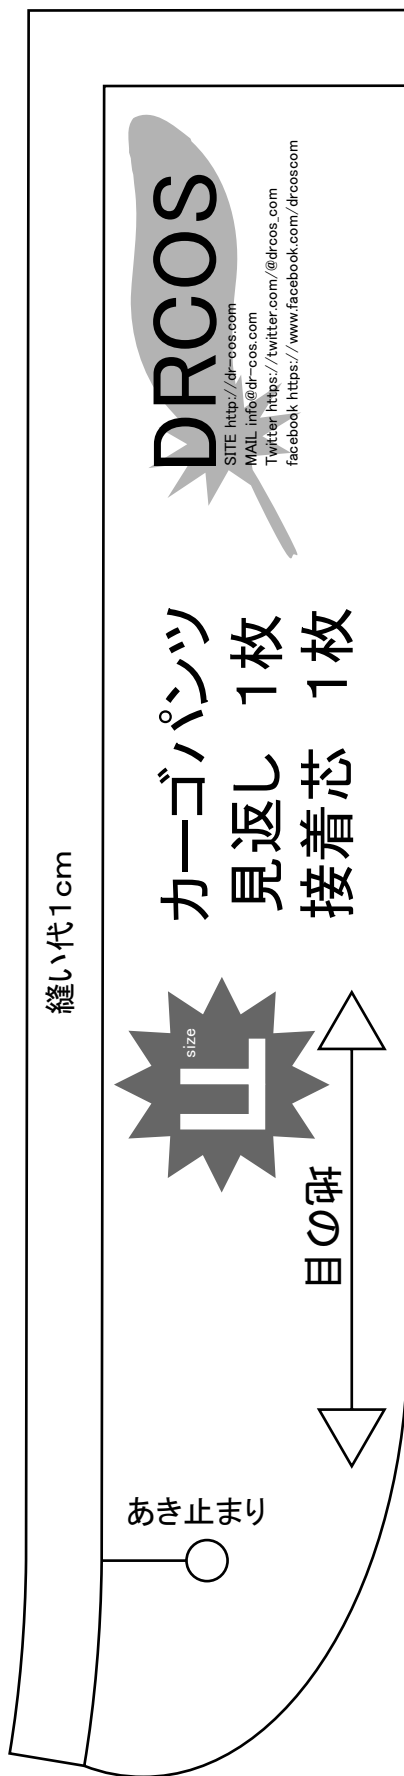 DRCOS
SITE http://dr-cos.com
MAIL info@dr-cos.com
Twitter https://twitter.com/@drcos_com
facebook https://www.facebook.com/drcoscom
カーゴパンツ
見返し　1枚
接着芯　1枚
縫い代1cm
size
LL
地の目
あき止まり